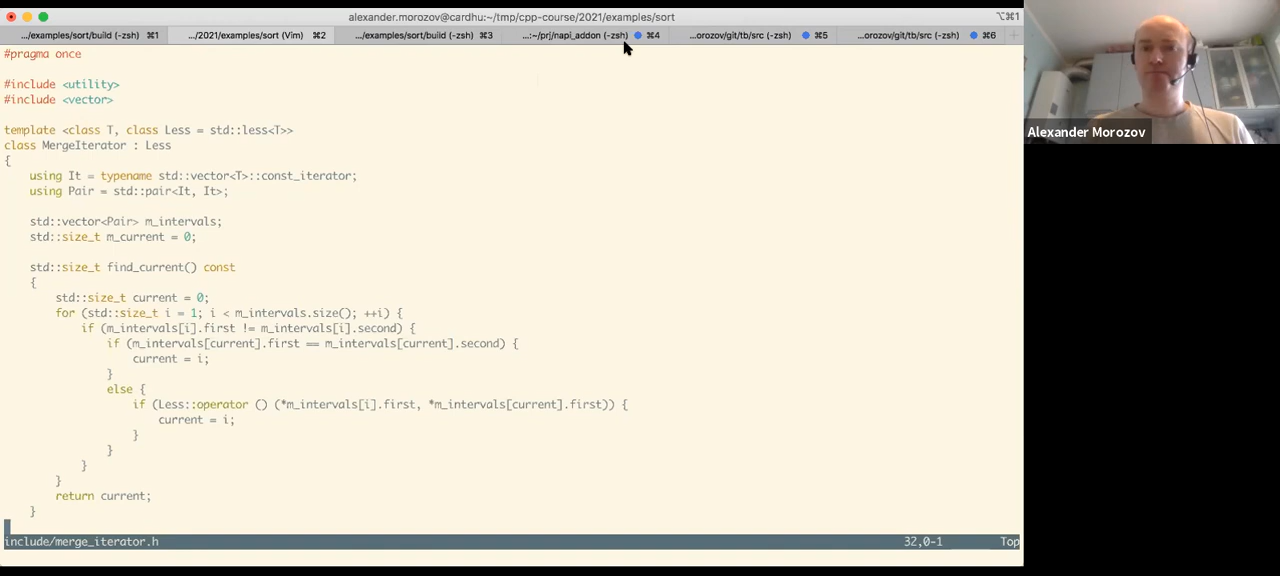 alexander.morozov@cardhu:~/tmp/cpp-course/2021/examples/sort
⌥⌘1
.../examples/sort/build (-zsh) ⌘1
.../2021/examples/sort (Vim) ⌘2
.../examples/sort/build (-zsh) ⌘3
...:~/prj/napi_addon (-zsh) ⌘4
...orozov/git/tb/src (-zsh) ⌘5
...orozov/git/tb/src (-zsh) ⌘6
#pragma once
#include <utility>
#include <vector>
template <class T, class Less = std::less<T>>
class MergeIterator : Less
{
using It = typename std::vector<T>::const_iterator;
using Pair = std::pair<It, It>;
std::vector<Pair> m_intervals;
std::size_t m_current = 0;
std::size_t find_current() const
{
std::size_t current = 0;
for (std::size_t i = 1; i < m_intervals.size(); ++i) {
if (m_intervals[i].first != m_intervals[i].second) {
if (m_intervals[current].first == m_intervals[current].second) {
current = i;
}
else {
if (Less::operator () (*m_intervals[i].first, *m_intervals[current].first)) {
current = i;
}
}
}
}
return current;
}
include/merge_iterator.h
32,0-1
Top
Alexander Morozov